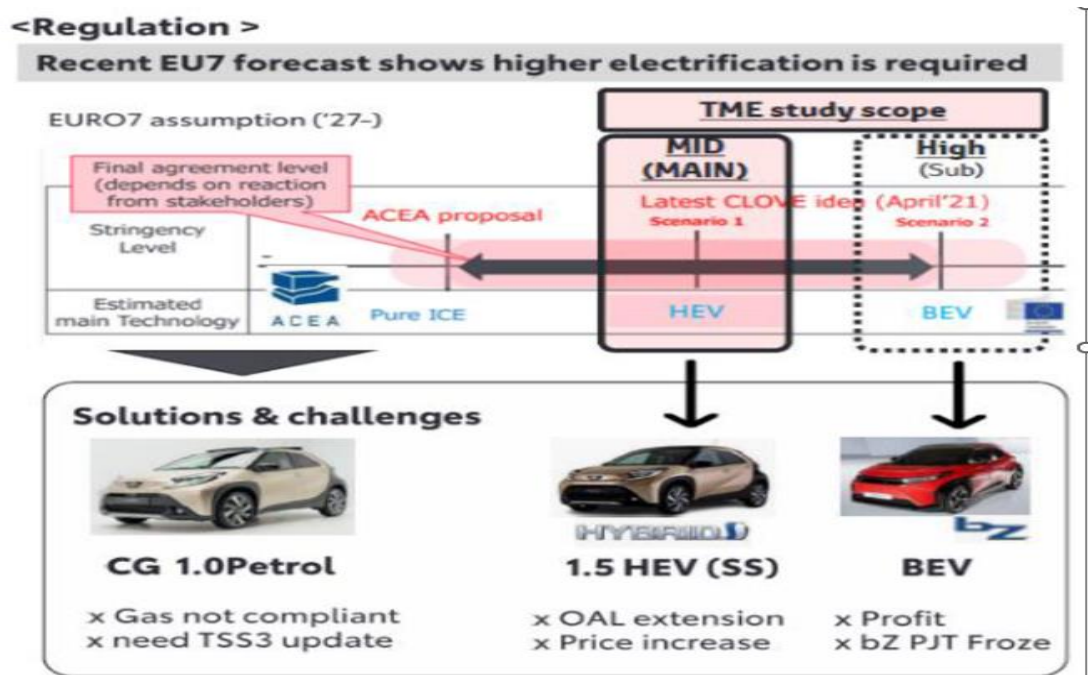 <Regulation >
Recent EU7 forecast shows higher electrification is required
EURO7 assumption ('27-)
TME study scope
MID
(MAIN)
High
(Sub)
Final agreement level
(depends on reaction
from stakeholders)
Stringency
Level
ACEA proposal
Latest CLOVE idea (April'21)
Scenario 1
Scenario 2
-
Estimated
main Technology
ACEA
Pure ICE
HEV
BEV
Solutions & challenges
HYBRID
bZ
CG 1.0Petrol
1.5 HEV (SS)
BEV
x Gas not compliant
x need TSS3 update
x OAL extension
x Price increase
x Profit
x bZ PJT Froze